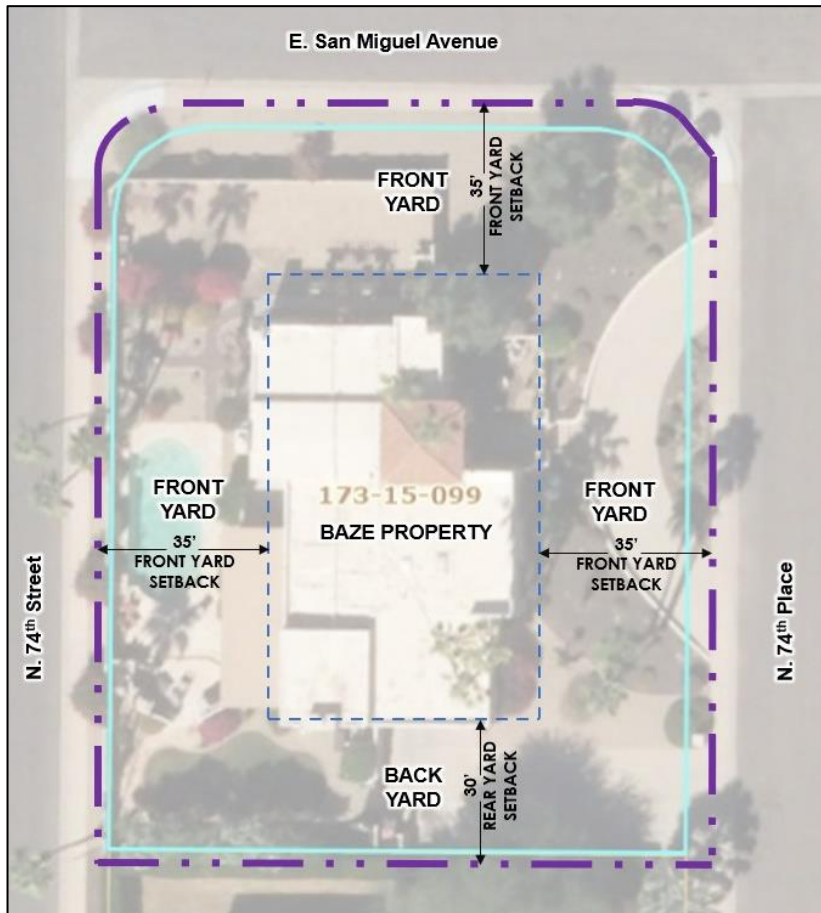 E. San Miguel Avenue
FRONT
YARD
35'
FRONT YARD
SETBACK
FRONT
YARD
35'
FRONT YARD
SETBACK
173-15-099
BAZE PROPERTY
FRONT
YARD
35'
FRONT YARD
SETBACK
N. 74th Street
N. 74th Place
BACK
YARD
30'
REAR YARD
SETBACK